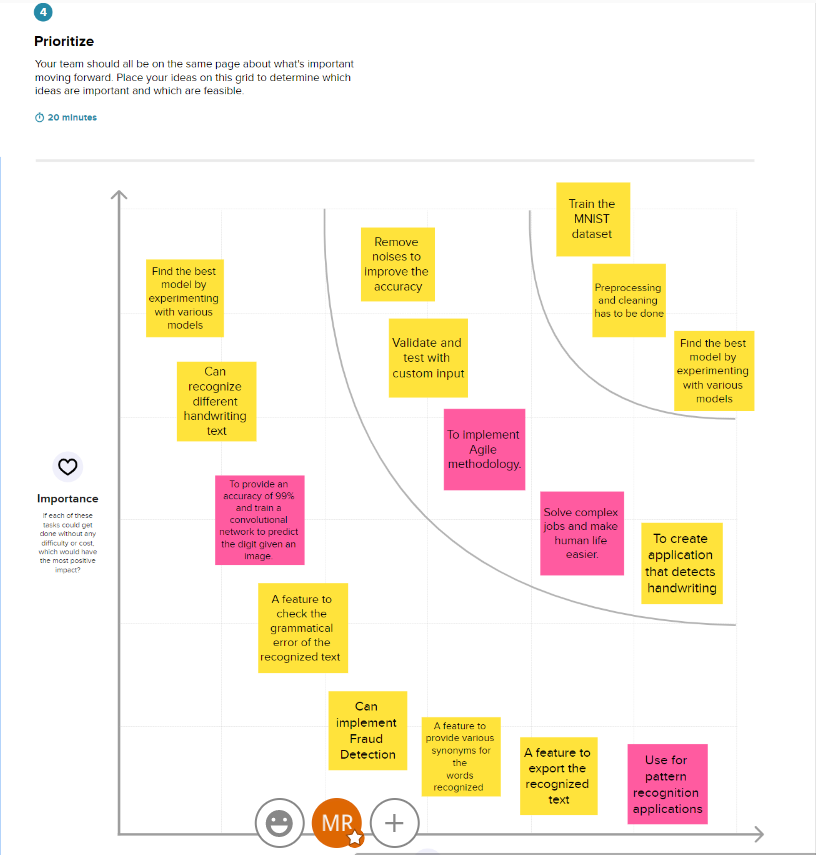 4
Prioritize
Your team should all be on the same page about what's important
moving forward. Place your ideas on this grid to determine which
ideas are important and which are feasible.
20 minutes
Train the
MNIST
dataset
Remove
noises to
improve the
accuracy
Find the best
model by
experimenting
with various
models
Preprocessing
and cleaning
has to be done
Validate and
test with
custom input
Find the best
model by
experimenting
with various
models
Can
recognize
different
handwriting
text
To implement
Agile
methodology.
Importance
If each of these
tasks could get
done without any
difficulty or cost,
which would have
the most positive
impact?
To provide an
accuracy of 99%
and train a
convolutional
network to predict
the digit given an
image.
Solve complex
jobs and make
human life
easier.
To create
application
that detects
handwriting
A feature to
check the
grammatical
error of the
recognized text
Can
implement
Fraud
Detection
A feature to
provide various
synonyms for
the
words
recognized
A feature to
export the
recognized
text
Use for
pattern
recognition
applications
MR